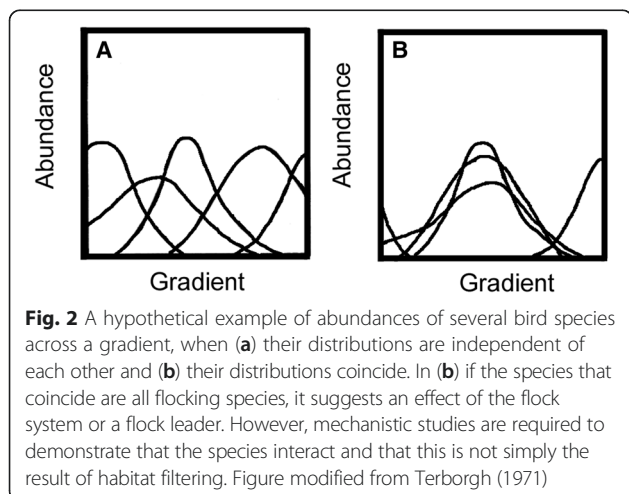 A
B
Abundance
Abundance
Gradient
Gradient
Fig. 2 A hypothetical example of abundances of several bird species
across a gradient, when (a) their distributions are independent of
each other and (b) their distributions coincide. In (b) if the species that
coincide are all flocking species, it suggests an effect of the flock
system or a flock leader. However, mechanistic studies are required to
demonstrate that the species interact and that this is not simply the
result of habitat filtering. Figure modified from Terborgh (1971)